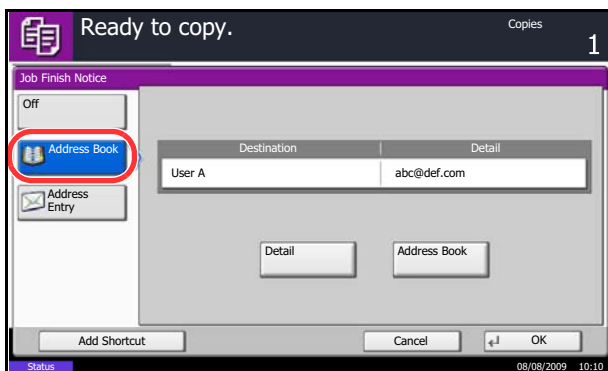 Ready to copy.
Copies
1
Job Finish Notice
Off
Address Book
Destination
Detail
User A
abc@def.com
Address
Entry
Detail
Address Book
Add Shortcut
Cancel
OK
Status
08/08/2009 10:10